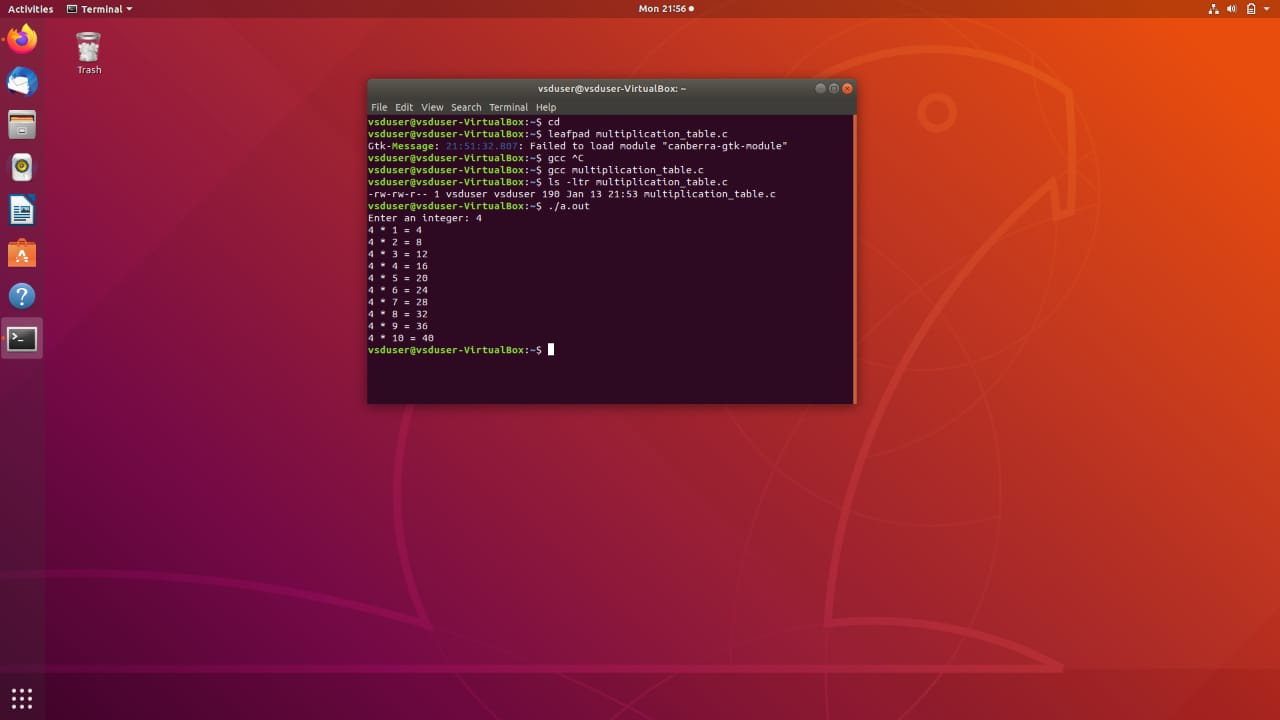 Activities
Terminal
Mon 21:56
Trash
vsduser@vsduser-VirtualBox: ~
File Edit View Search Terminal Help
vsduser@vsduser-VirtualBox:~$ cd
vsduser@vsduser-VirtualBox:~$ leafpad multiplication_table.c
Gtk-Message: 21:51:32.807: Failed to load module "canberra-gtk-module"
vsduser@vsduser-VirtualBox:~$ gcc ^C
vsduser@vsduser-VirtualBox:~$ gcc multiplication_table.c
vsduser@vsduser-VirtualBox:~$ ls -ltr multiplication_table.c
-rw-rw-r-- 1 vsduser vsduser 190 Jan 13 21:53 multiplication_table.c
vsduser@vsduser-VirtualBox:~$ ./a.out
Enter an integer: 4
4 * 1 = 4
4 * 2 = 8
4 * 3 = 12
4 * 4 = 16
4 * 5 = 20
4 * 6 = 24
4 * 7 = 28
4 * 8 = 32
4 * 9 = 36
4 * 10 = 40
vsduser@vsduser-VirtualBox:~$